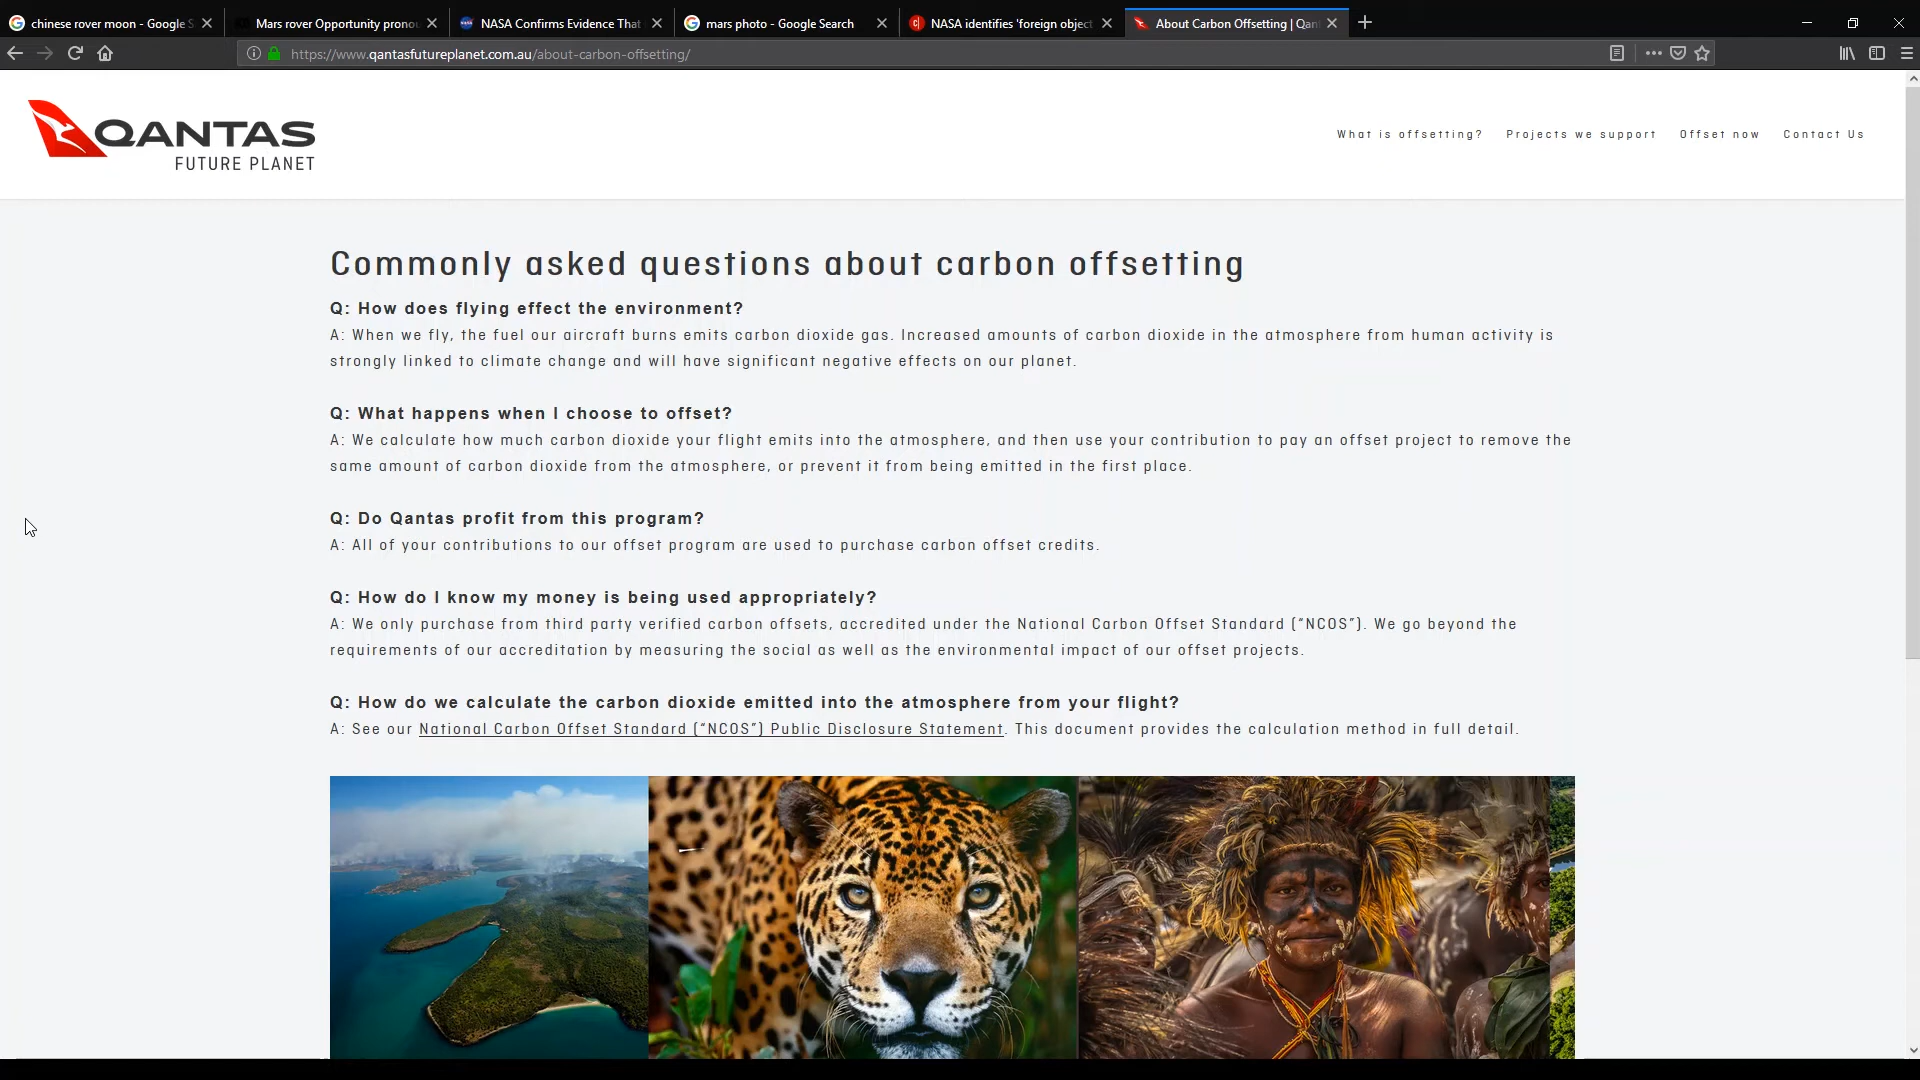 chinese rover moon - Google S
Mars rover Opportunity prono
NASA Confirms Evidence That
mars photo - Google Search
NASA identifies 'foreign object
About Carbon Offsetting | Qan
https://www.qantasfutureplanet.com.au/about-carbon-offsetting/
QANTAS
FUTURE PLANET
What is offsetting? Projects we support Offset now Contact Us
Commonly asked questions about carbon offsetting
Q: How does flying effect the environment?
A: When we fly, the fuel our aircraft burns emits carbon dioxide gas. Increased amounts of carbon dioxide in the atmosphere from human activity is
strongly linked to climate change and will have significant negative effects on our planet.
Q: What happens when I choose to offset?
A: We calculate how much carbon dioxide your flight emits into the atmosphere, and then use your contribution to pay an offset project to remove the
same amount of carbon dioxide from the atmosphere, or prevent it from being emitted in the first place.
Q: Do Qantas profit from this program?
A: All of your contributions to our offset program are used to purchase carbon offset credits.
Q: How do I know my money is being used appropriately?
A: We only purchase from third party verified carbon offsets, accredited under the National Carbon Offset Standard (“NCOS”). We go beyond the
requirements of our accreditation by measuring the social as well as the environmental impact of our offset projects.
Q: How do we calculate the carbon dioxide emitted into the atmosphere from your flight?
A: See our National Carbon Offset Standard (“NCOS”) Public Disclosure Statement. This document provides the calculation method in full detail.